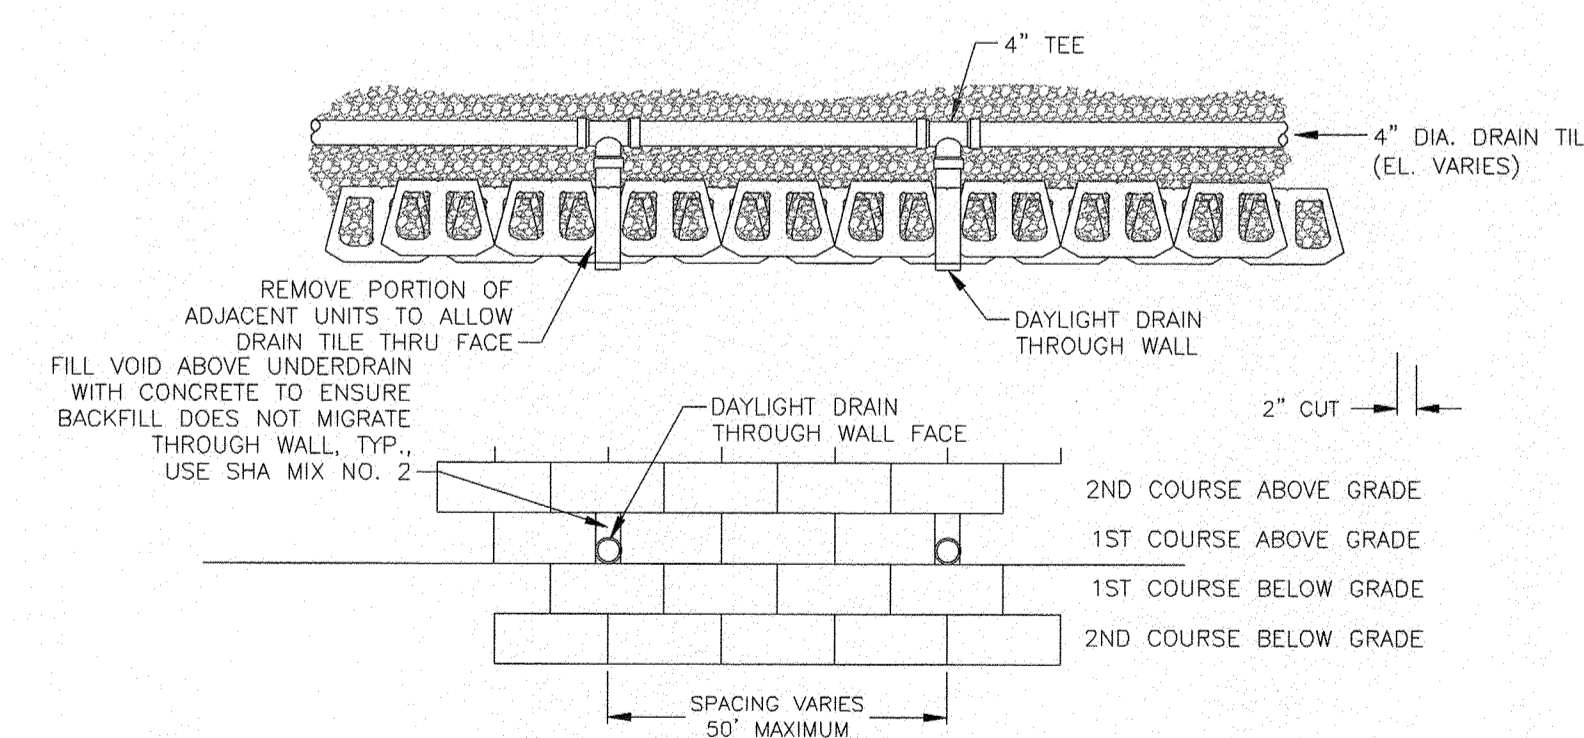 4" TEE
4" DIA. DRAIN TIL
(EL. VARIES)
REMOVE PORTION OF
ADJACENT UNITS TO ALLOW
DRAIN TILE THRU FACE
DAYLIGHT DRAIN
THROUGH WALL
FILL VOID ABOVE UNDERDRAIN
WITH CONCRETE TO ENSURE
BACKFILL DOES NOT MIGRATE
THROUGH WALL, TYP.,
USE SHA MIX NO. 2
DAYLIGHT DRAIN
THROUGH WALL FACE
2" CUT
2ND COURSE ABOVE GRADE
1ST COURSE ABOVE GRADE
1ST COURSE BELOW GRADE
2ND COURSE BELOW GRADE
SPACING VARIES
50' MAXIMUM